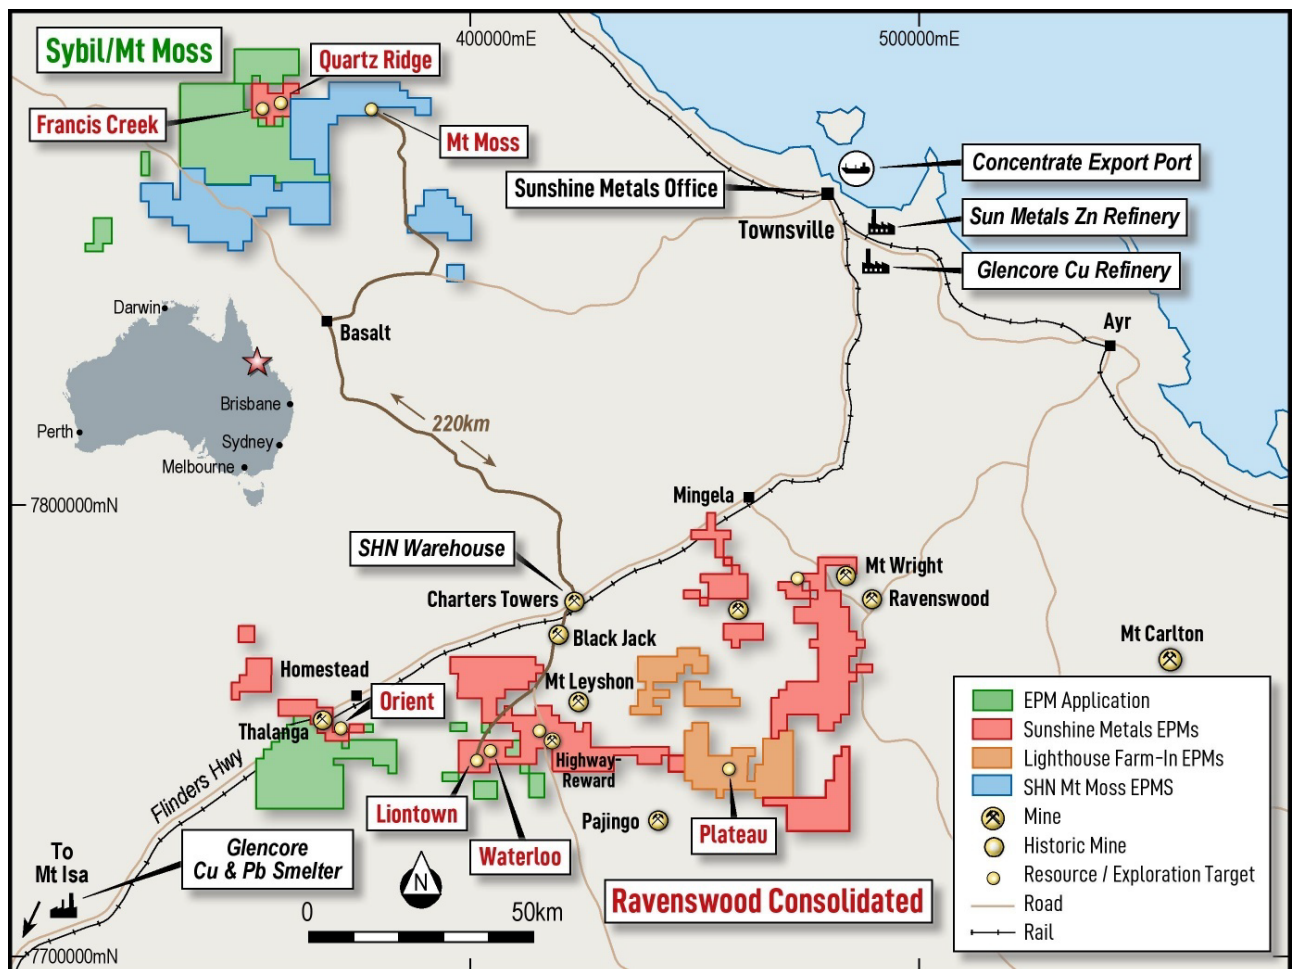 400000mE
500000mE
Sybil/Mt Moss
Quartz Ridge
Francis Creek
Mt Moss
Concentrate Export Port
Sunshine Metals Office
Townsville
Sun Metals Zn Refinery
Glencore Cu Refinery
Ayr
Basalt
Darwin
Brisbane
Perth
Sydney
Melbourne
220km
7800000mN
Mingela
SHN Warehouse
Charters Towers
Mt Wright
Ravenswood
Black Jack
Mt Carlton
Homestead
Mt Leyshon
Orient
Thalanga
Highway-
Reward
Flinders Hwy
Liontown
Waterloo
Pajingo
Plateau
Glencore
Cu & Pb Smelter
To
Mt Isa
N
0
50km
Ravenswood Consolidated
7700000mN
EPM Application
Sunshine Metals EPMs
Lighthouse Farm-In EPMs
SHN Mt Moss EPMS
Mine
Historic Mine
Resource / Exploration Target
Road
Rail